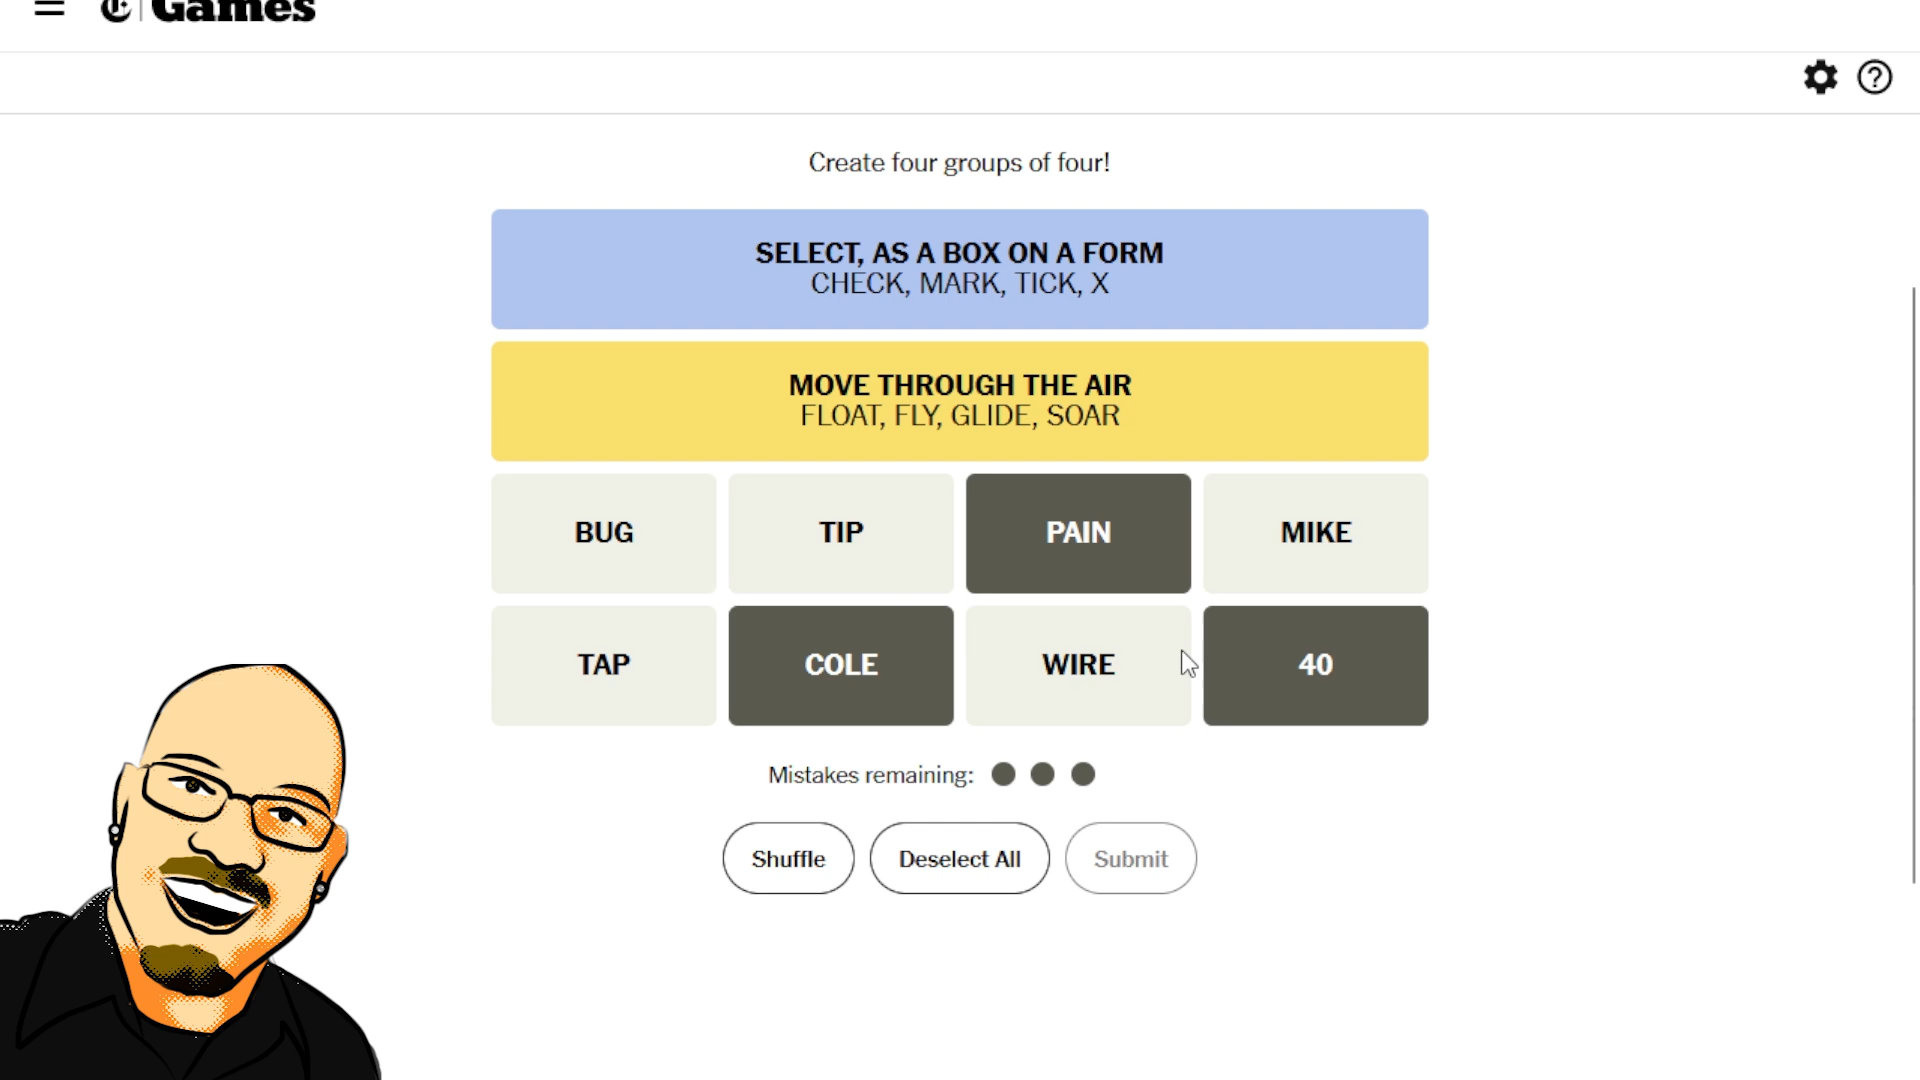 Games
Create four groups of four!
SELECT, AS A BOX ON A FORM
CHECK, MARK, TICK, X
MOVE THROUGH THE AIR
FLOAT, FLY, GLIDE, SOAR
BUG TIP PAIN MIKE
TAP COLE WIRE 40
Mistakes remaining:
Shuffle Deselect All Submit